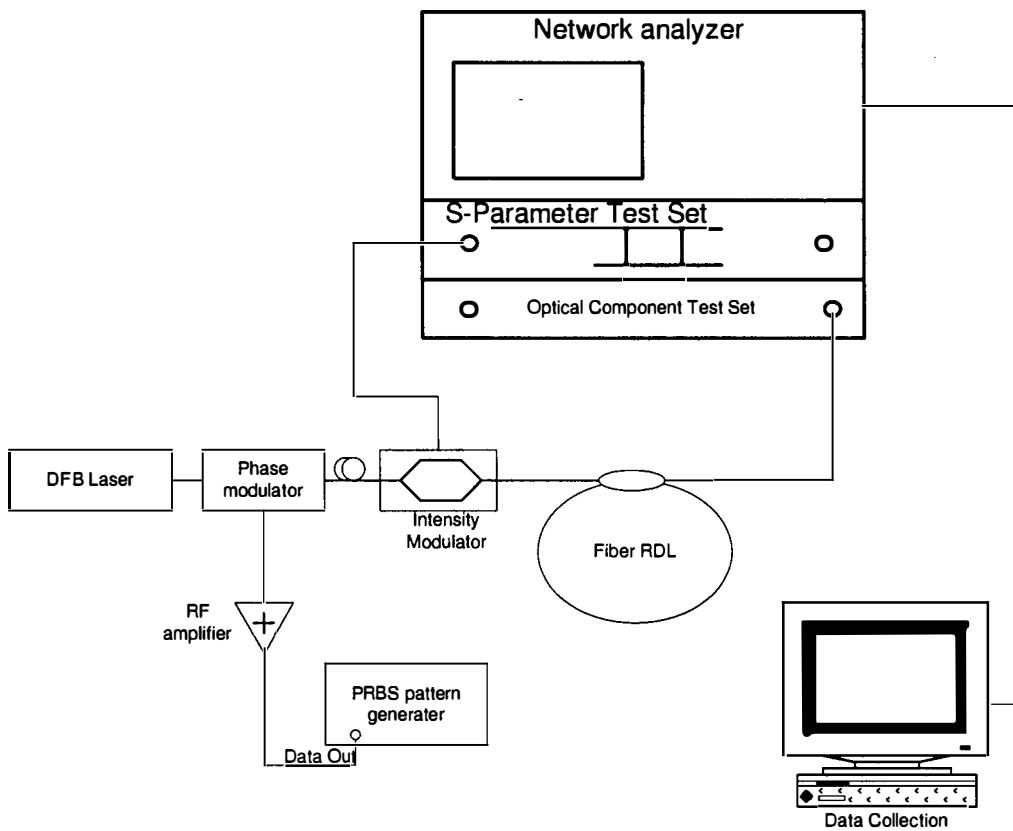 Network analyzer
S-Parameter Test Set
Optical Component Test Set
DFB Laser
Phase
modulator
Intensity
Modulator
Fiber RDL
RF
amplifier
PRBS pattern
generater
Data Out
Data Collection